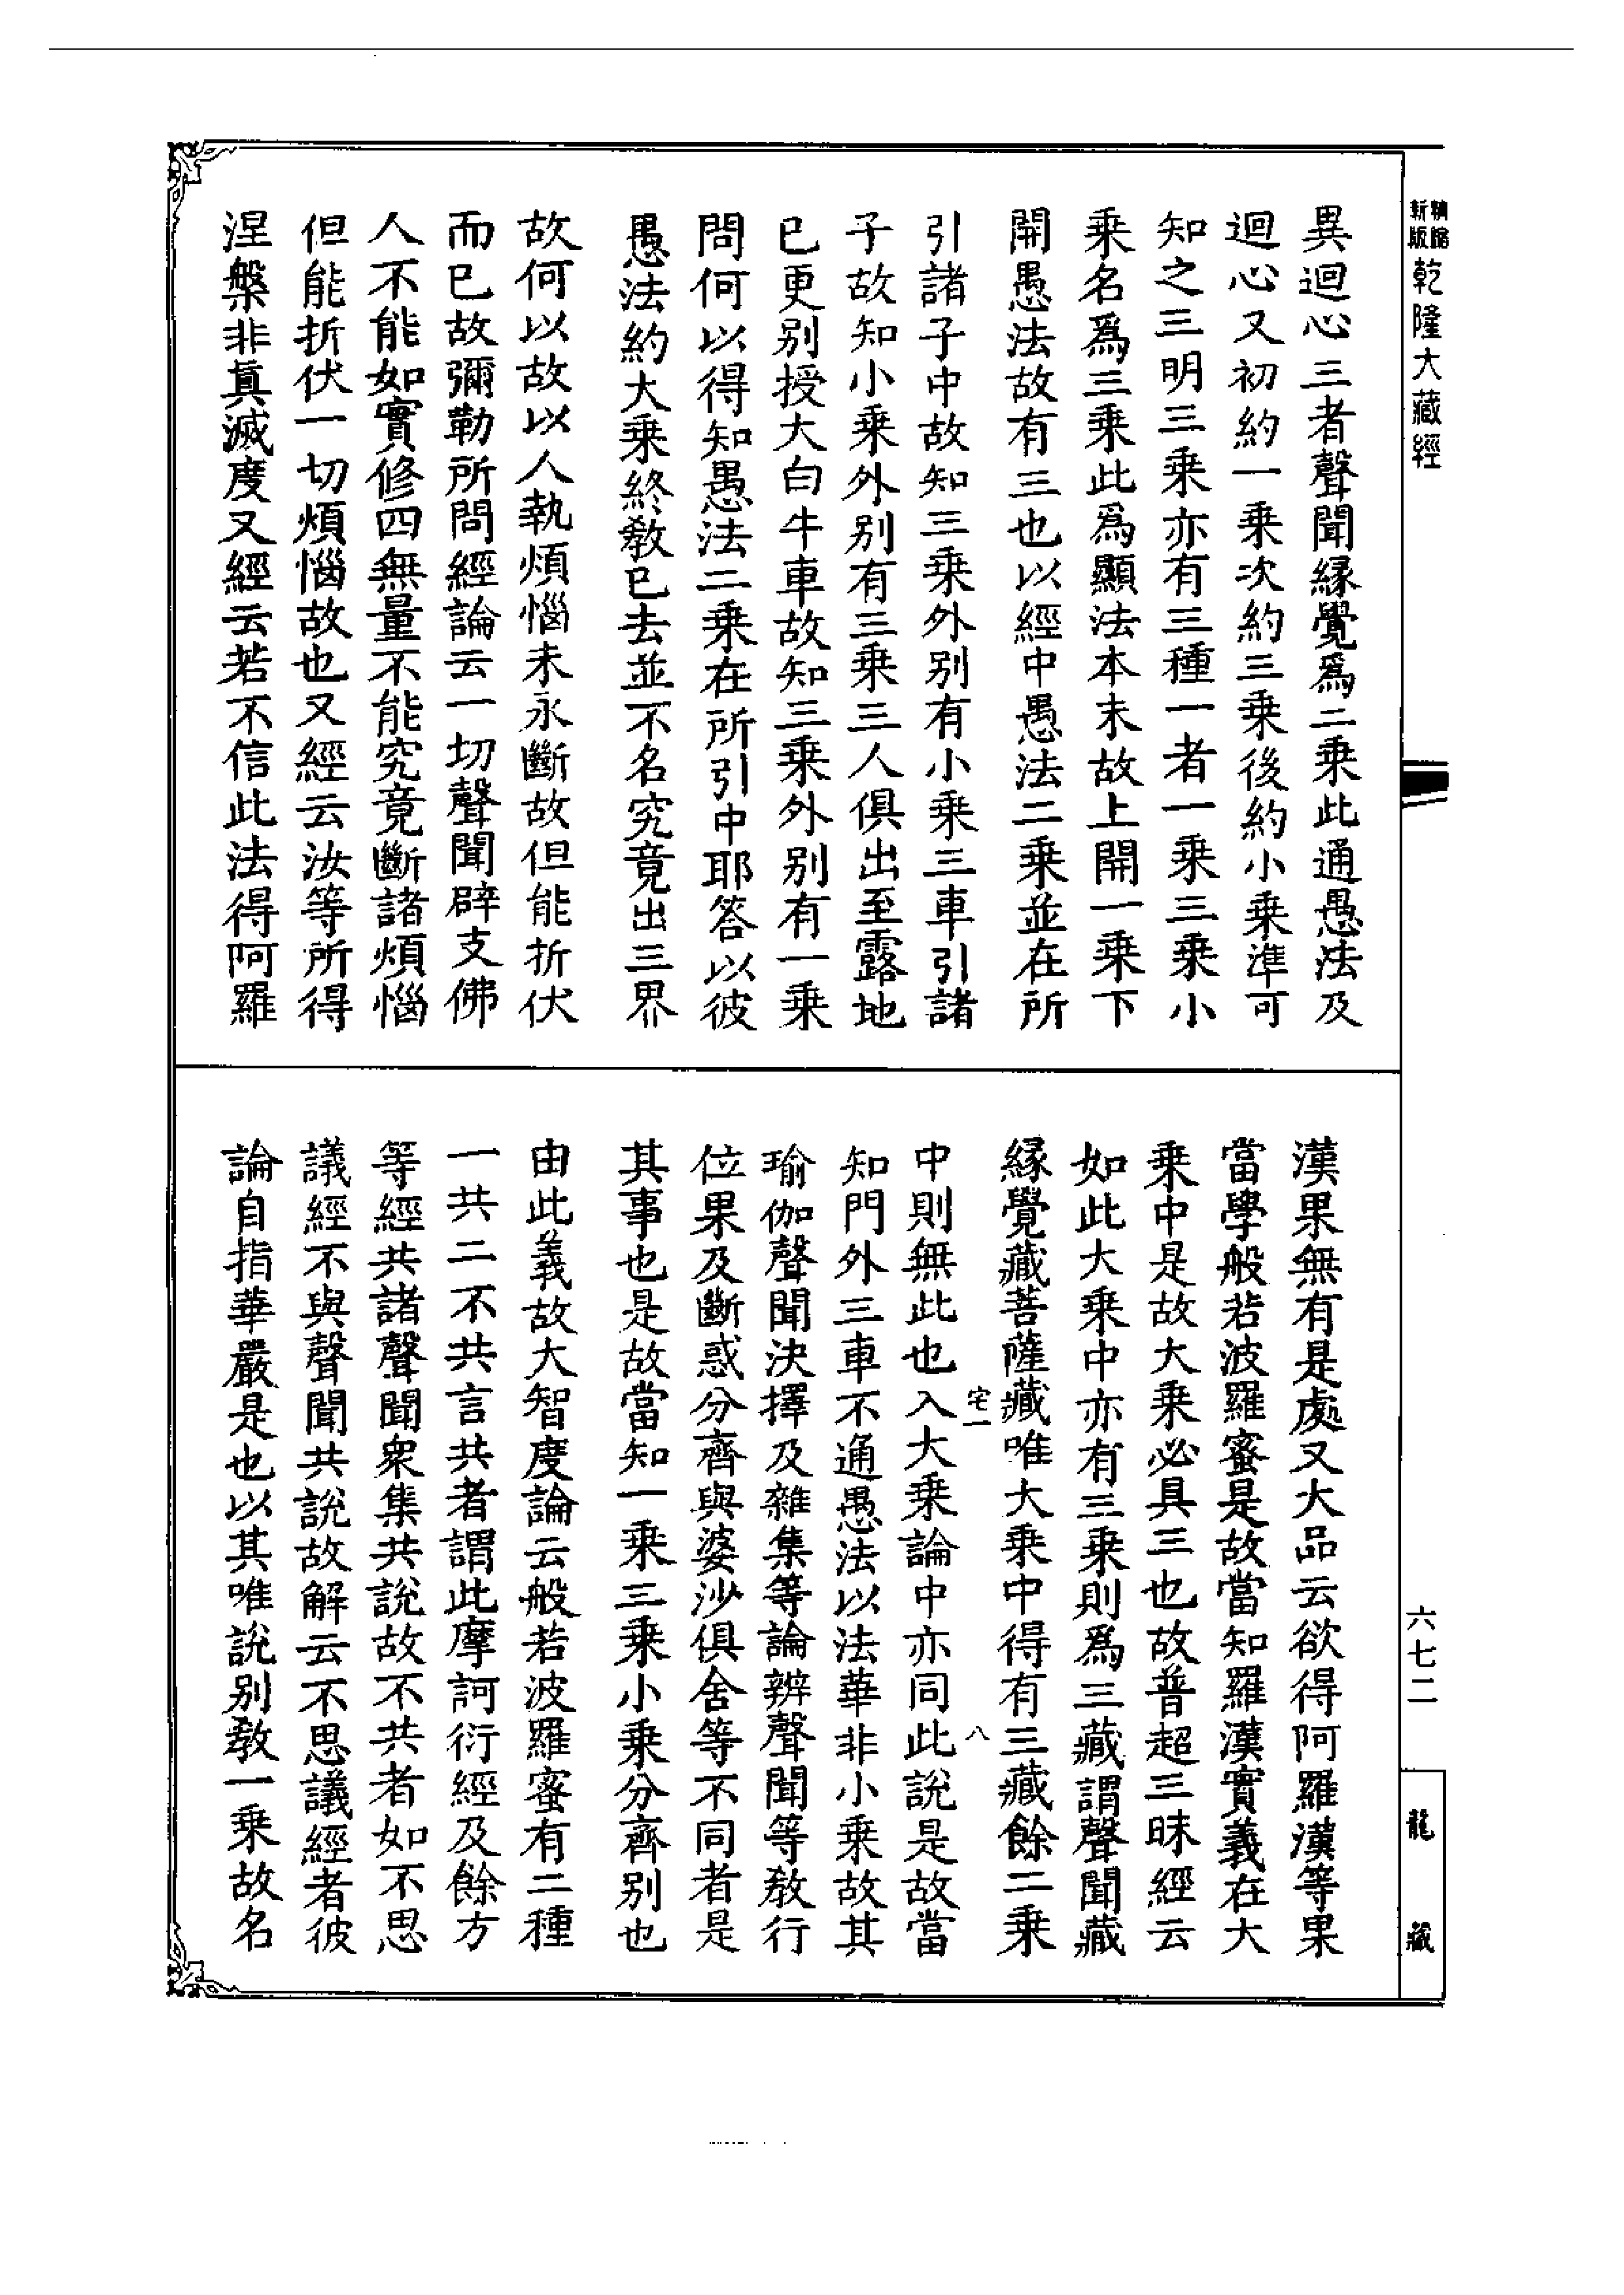 精縮
新版
乾隆大藏經
異迴心三者聲聞緣覺爲二乘此通愚法及
迴心又初約一乘次約三乘後約小乘準可
知之三明三乘亦有三種一者一乘三乘小
乘名爲三乘此爲顯法本末故上開一乘下
開愚法故有三也以經中愚法二乘並在所
引諸子中故知三乘外別有小乘三車引諸
子故知小乘外別有三乘三人俱出至露地
已更別授大白牛車故知三乘外別有一乘
問何以得知愚法二乘在所引中耶答以彼
愚法約大乘終敎已去並不名究竟出三界
故何以故以人執煩惱未永斷故但能折伏
而已故彌勒所問經論云一切聲聞辟支佛
人不能如實修四無量不能究竟斷諸煩惱
但能折伏一切煩惱故也又經云汝等所得
涅槃非眞滅度又經云若不信此法得阿羅
漢果無有是處又大品云欲得阿羅漢等果
當學般若波羅蜜是故當知羅漢實義在大
乘中是故大乘必具三也故普超三昧經云
如此大乘中亦有三乘則爲三藏謂聲聞藏
緣覺藏菩薩藏唯大乘中得有三藏餘二乘
宅一
八
中則無此也入大乘論中亦同此說是故當
知門外三車不通愚法以法華非小乘故其
瑜伽聲聞決擇及雜集等論辨聲聞等敎行
位果及斷惑分齊與婆沙俱舍等不同者是
其事也是故當知一乘三乘小乘分齊別也
由此義故大智度論云般若波羅蜜有二種
一共二不共言共者謂此摩訶衍經及餘方
等經共諸聲聞衆集共說故不共者如不思
議經不與聲聞共說故解云不思議經者彼
論自指華嚴是也以其唯說別敎一乘故名
六七二
龍藏